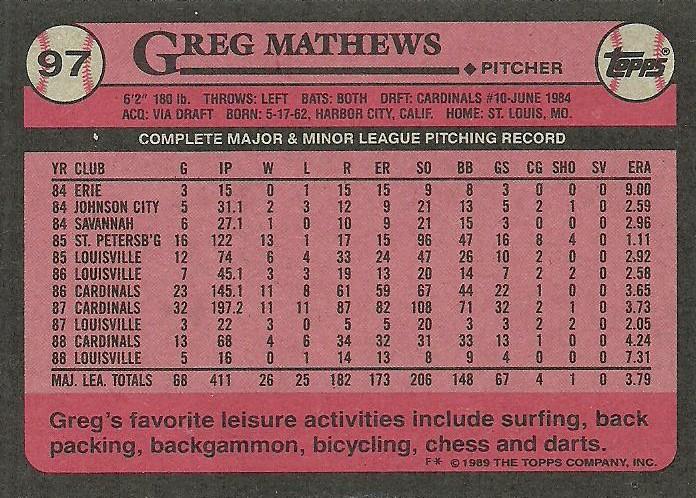 97 GREG MATHEWS TOPPS®
PITCHER
6'2" 180 lb. THROWS: LEFT BATS: BOTH DRFT: CARDINALS #10-JUNE 1984
ACQ: VIA DRAFT BORN: 5-17-62, HARBOR CITY, CALIF. HOME: ST. LOUIS, MO.
COMPLETE MAJOR & MINOR LEAGUE PITCHING RECORD
YR CLUB G IP W L R ER SO BB GS CG SHO SV ERA
84 ERIE 3 15 0 1 15 15 9 8 3 0 0 0 9.00
84 JOHNSON CITY 5 31.1 2 3 12 9 21 13 5 2 1 0 2.59
84 SAVANNAH 6 27.1 1 0 10 9 21 15 3 0 0 0 2.96
85 ST. PETERSB'G 16 122 13 1 17 15 96 47 16 8 4 0 1.11
85 LOUISVILLE 12 74 6 4 33 24 47 26 10 2 0 0 2.92
86 LOUISVILLE 7 45.1 3 3 19 13 20 14 7 2 2 0 2.58
86 CARDINALS 23 145.1 11 8 61 59 67 44 22 1 0 0 3.65
87 CARDINALS 32 197.2 11 11 87 82 108 71 32 2 1 0 3.73
87 LOUISVILLE 3 22 3 0 5 5 20 3 3 2 2 0 2.05
88 CARDINALS 13 68 4 6 34 32 31 33 13 1 0 0 4.24
88 LOUISVILLE 5 16 0 1 14 13 8 9 4 0 0 0 7.31
MAJ. LEA. TOTALS 68 411 26 25 182 173 206 148 67 4 1 0 3.79
Greg's favorite leisure activities include surfing, back
packing, backgammon, bicycling, chess and darts.
F* © 1989 THE TOPPS COMPANY, INC.